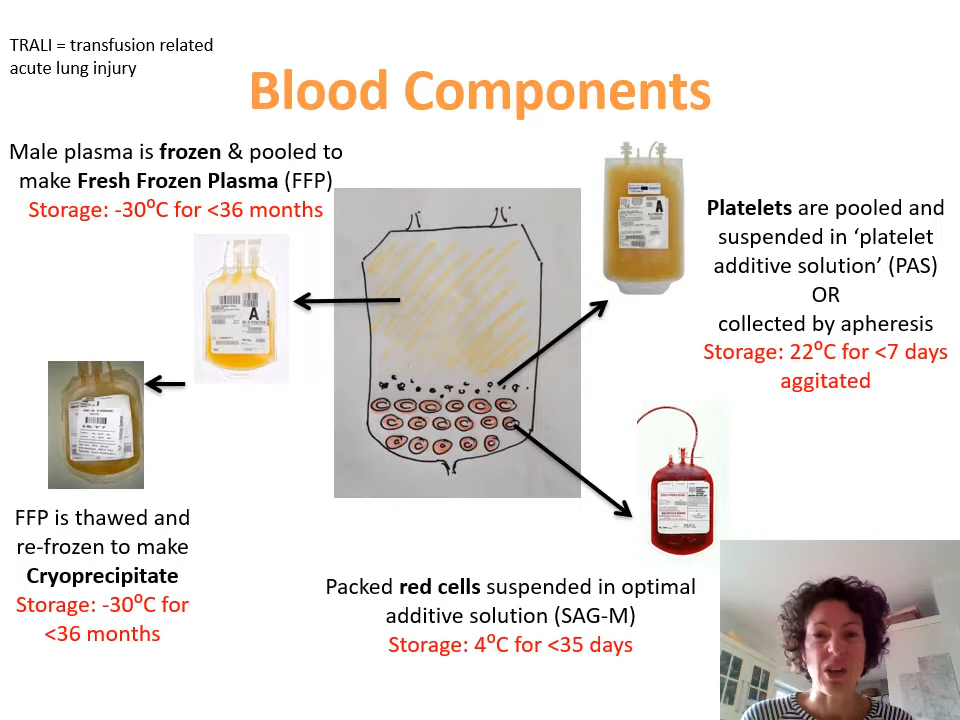 TRALI = transfusion related
acute lung injury
Blood Components
Male plasma is frozen & pooled to
make Fresh Frozen Plasma (FFP)
Storage: -30⁰C for <36 months
A
A
Platelets are pooled and
suspended in ‘platelet
additive solution’ (PAS)
OR
collected by apheresis
Storage: 22⁰C for <7 days
aggitated
FFP is thawed and
re-frozen to make
Cryoprecipitate
Storage: -30⁰C for
<36 months
Packed red cells suspended in optimal
additive solution (SAG-M)
Storage: 4⁰C for <35 days